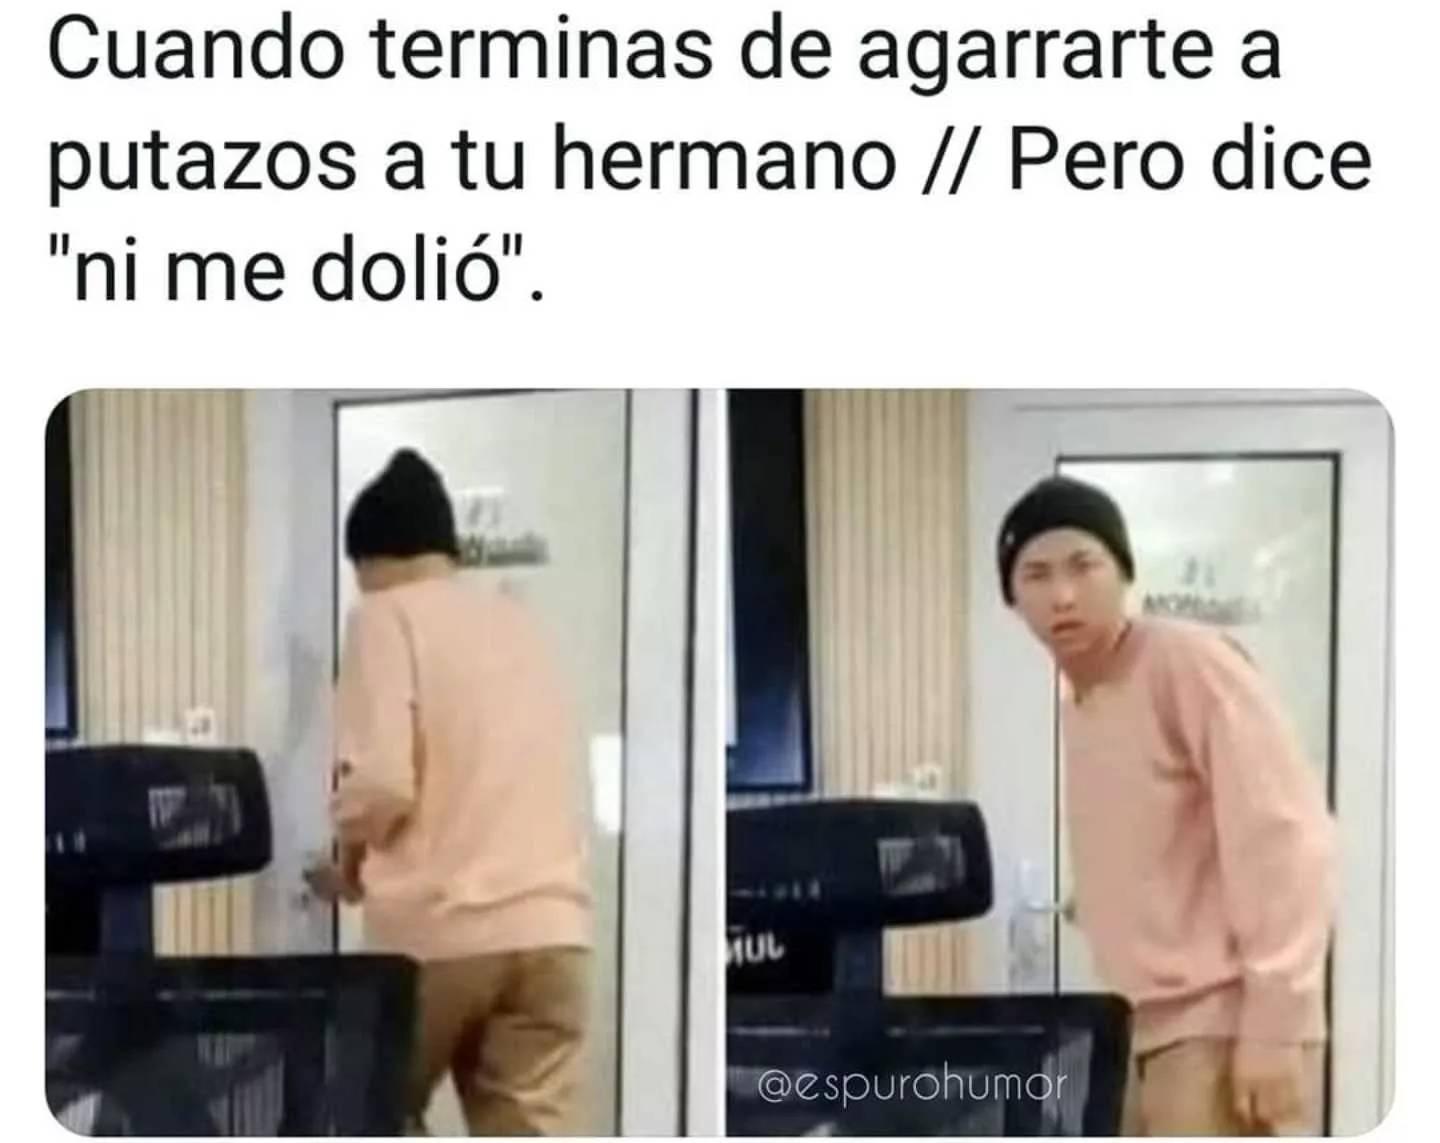 Cuando terminas de agarrarte a
putazos a tu hermano // Pero dice
"ni me dolió".
@espurohumor